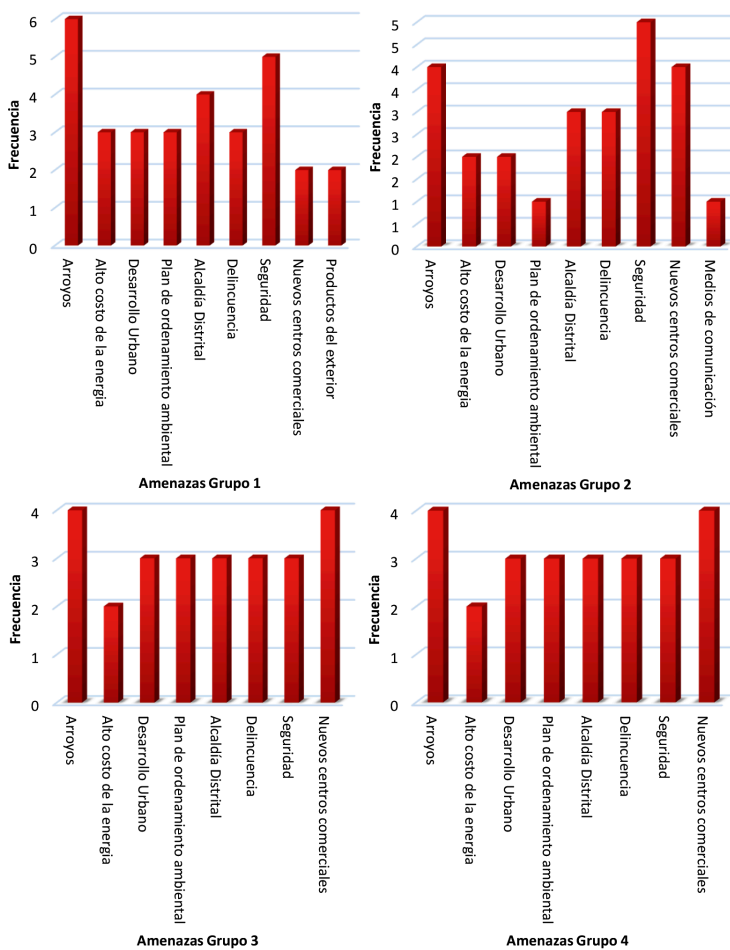 Frecuencia
6
5
4
3
2
1
0
Arroyos
Alto costo de la energia
Desarrollo Urbano
Plan de ordenamiento ambiental
Alcaldía Distrital
Delincuencia
Seguridad
Nuevos centros comerciales
Productos del exterior
Amenazas Grupo 1
Frecuencia
5
5
4
4
3
3
2
2
1
1
0
Arroyos
Alto costo de la energia
Desarrollo Urbano
Plan de ordenamiento ambiental
Alcaldía Distrital
Delincuencia
Seguridad
Nuevos centros comerciales
Medios de comunicación
Amenazas Grupo 2
Frecuencia
4
3
2
1
0
Arroyos
Alto costo de la energia
Desarrollo Urbano
Plan de ordenamiento ambiental
Alcaldía Distrital
Delincuencia
Seguridad
Nuevos centros comerciales
Amenazas Grupo 3
Frecuencia
4
3
2
1
0
Arroyos
Alto costo de la energia
Desarrollo Urbano
Plan de ordenamiento ambiental
Alcaldía Distrital
Delincuencia
Seguridad
Nuevos centros comerciales
Amenazas Grupo 4